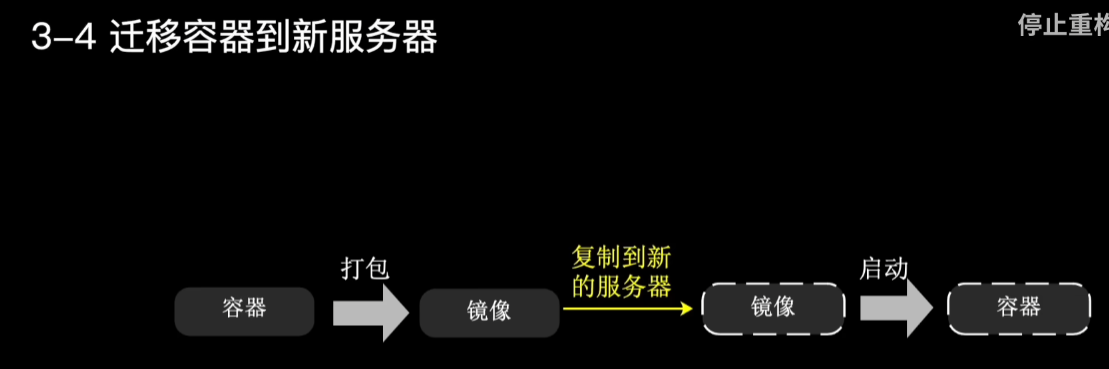 3-4 迁移容器到新服务器
停止重构
打包
复制到新
的服务器
启动
容器
镜像
镜像
容器